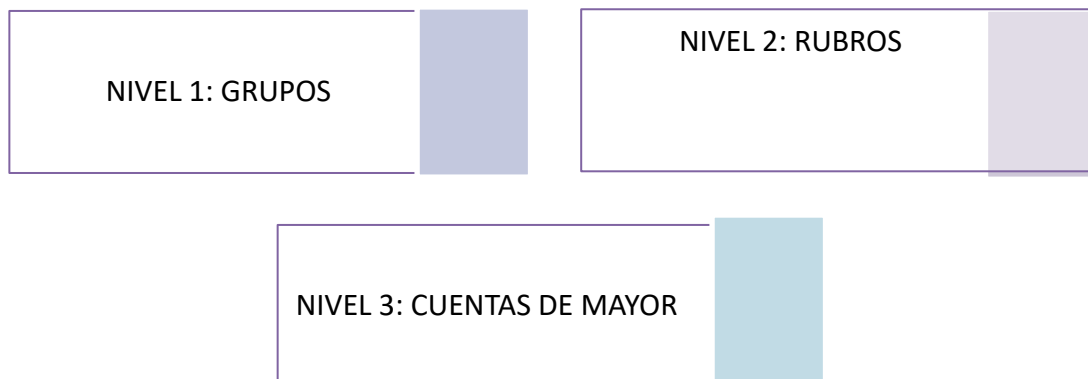 NIVEL 1: GRUPOS
NIVEL 2: RUBROS
NIVEL 3: CUENTAS DE MAYOR